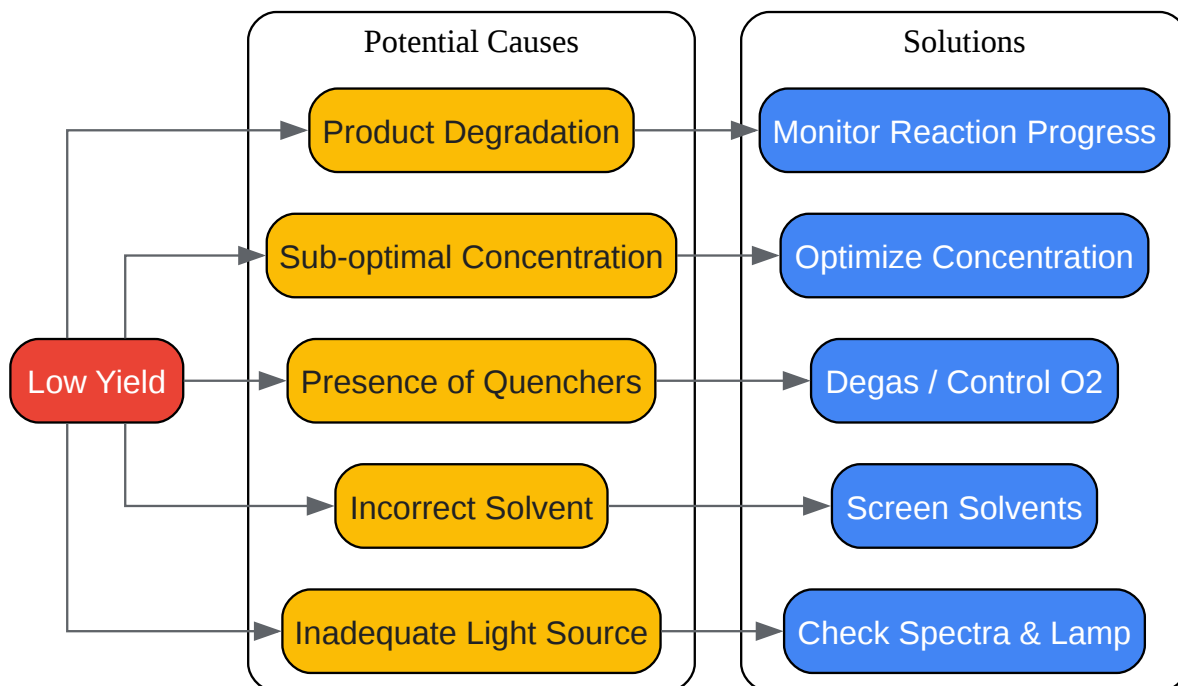 Potential Causes
Solutions
Product Degradation
Monitor Reaction Progress
Sub-optimal Concentration
Optimize Concentration
Low Yield
Presence of Quenchers
Degas / Control O2
Incorrect Solvent
Screen Solvents
Inadequate Light Source
Check Spectra & Lamp